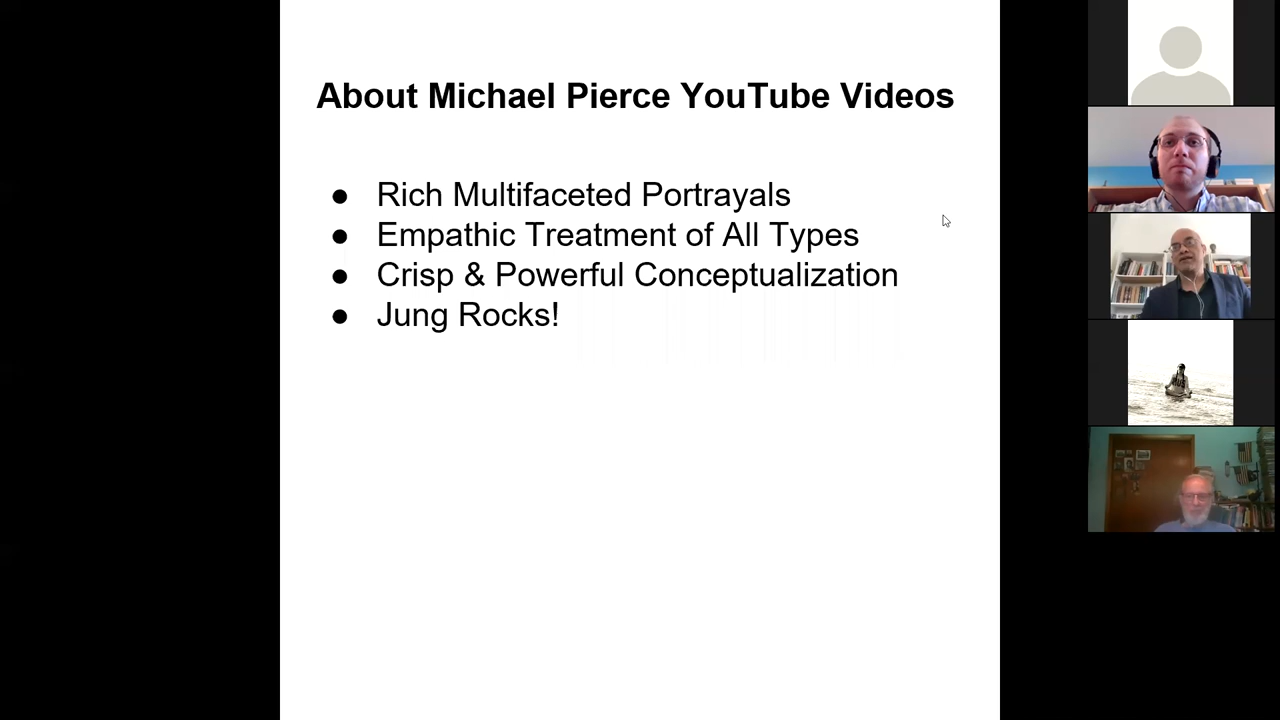 About Michael Pierce YouTube Videos
● Rich Multifaceted Portrayals
● Empathic Treatment of All Types
● Crisp & Powerful Conceptualization
● Jung Rocks!